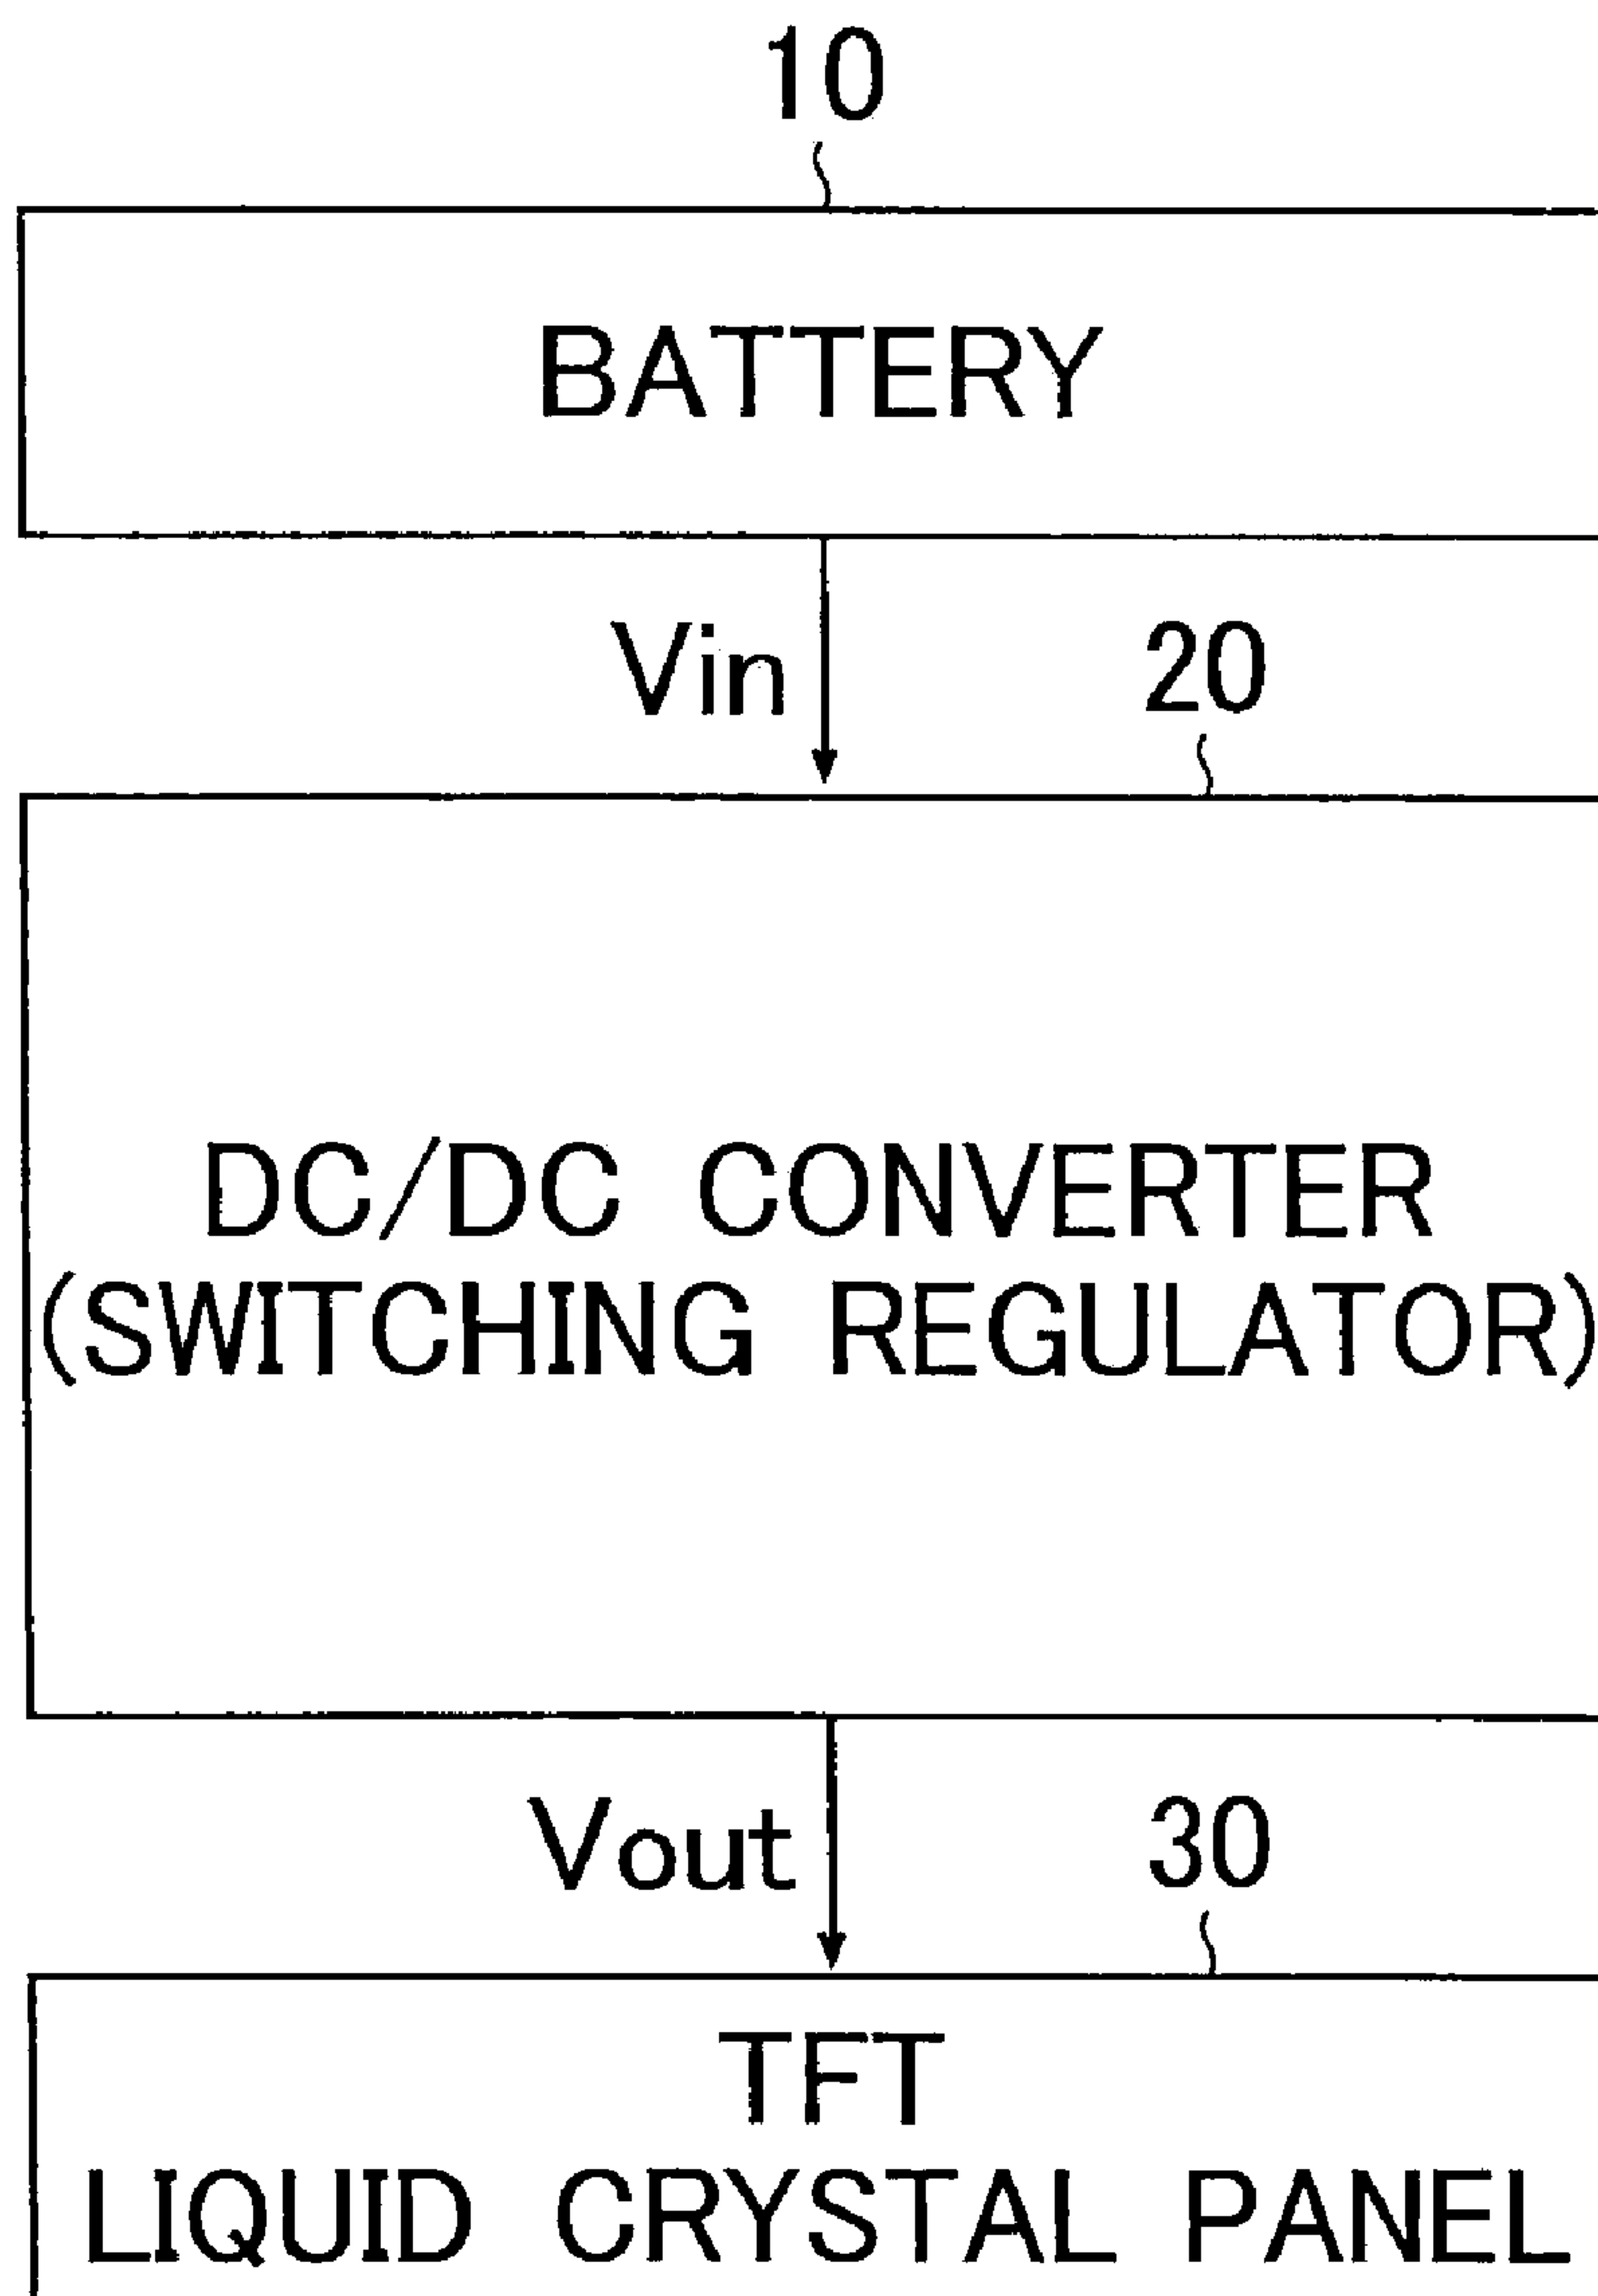 10
BATTERY
Vin
20
DC/DC CONVERTER
(SWITCHING REGULATOR)
Vout
30
TFT
LIQUID CRYSTAL PANEL